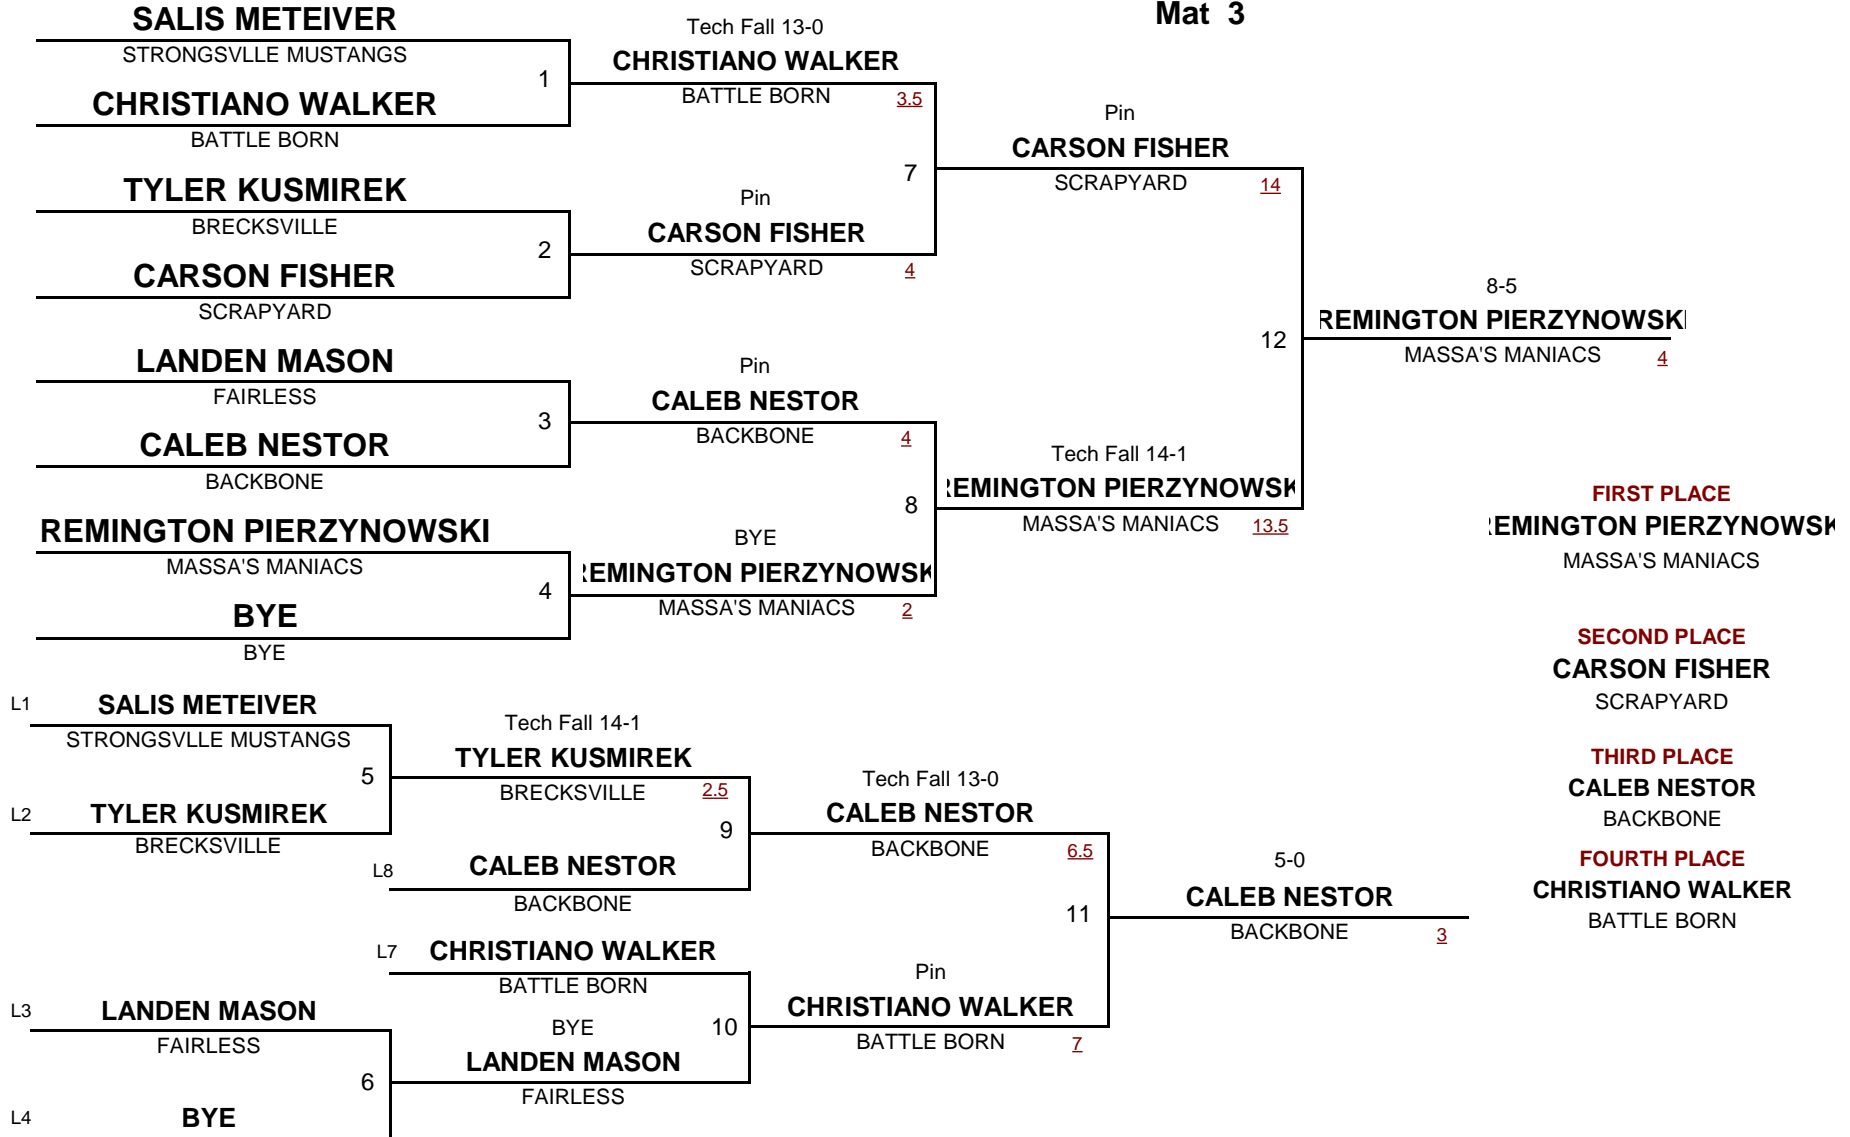 Mat 3
SALIS METEIVER
STRONGSVLLE MUSTANGS
1
CHRISTIANO WALKER
BATTLE BORN
TYLER KUSMIREK
BRECKSVILLE
2
CARSON FISHER
SCRAPYARD
LANDEN MASON
FAIRLESS
3
CALEB NESTOR
BACKBONE
REMINGTON PIERZYNOWSKI
MASSA'S MANIACS
4
BYE
BYE
Tech Fall 13-0
CHRISTIANO WALKER
BATTLE BORN 3.5
7
Pin
CARSON FISHER
SCRAPYARD 4
Pin
CALEB NESTOR
BACKBONE 4
8
BYE
REMINGTON PIERZYNOWSK
MASSA'S MANIACS 2
Pin
CARSON FISHER
SCRAPYARD 14
12
Tech Fall 14-1
REMINGTON PIERZYNOWSK
MASSA'S MANIACS 13.5
8-5
REMINGTON PIERZYNOWSKI
MASSA'S MANIACS 4
FIRST PLACE
REMINGTON PIERZYNOWSK
MASSA'S MANIACS
SECOND PLACE
CARSON FISHER
SCRAPYARD
THIRD PLACE
CALEB NESTOR
BACKBONE
FOURTH PLACE
CHRISTIANO WALKER
BATTLE BORN
L1 SALIS METEIVER
STRONGSVLLE MUSTANGS
5
L2 TYLER KUSMIREK
BRECKSVILLE
L3 LANDEN MASON
FAIRLESS
6
L4 BYE
Tech Fall 14-1
TYLER KUSMIREK
BRECKSVILLE 2.5
9
L8 CALEB NESTOR
BACKBONE
L7 CHRISTIANO WALKER
BATTLE BORN
BYE 10
LANDEN MASON
FAIRLESS
Tech Fall 13-0
CALEB NESTOR
BACKBONE 6.5
11
Pin
CHRISTIANO WALKER
BATTLE BORN 7
5-0
CALEB NESTOR
BACKBONE 3